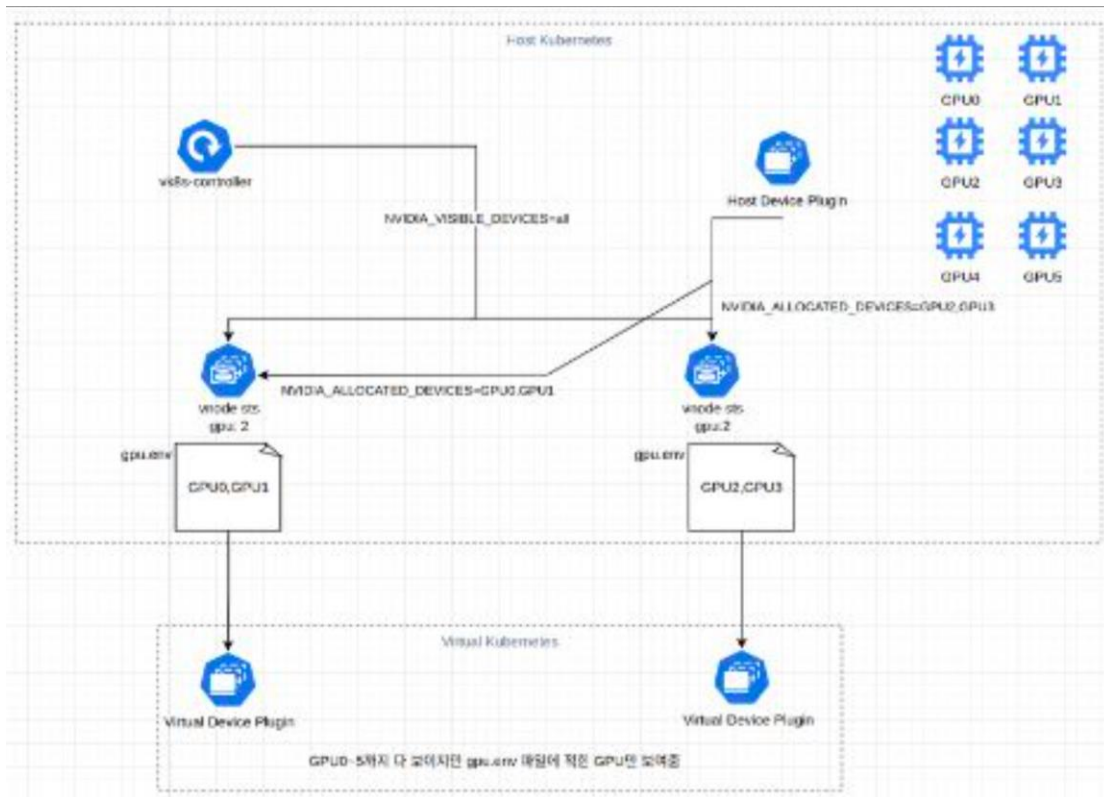 Host Kubernetes
GPU0
GPU1
vk8s-controller
GPU2
GPU3
Host Device Plugin
NVIDIA_VISIBLE_DEVICES=all
GPU4
GPU5
NVIDIA_ALLOCATED_DEVICES=GPU2,GPU3
NVIDIA_ALLOCATED_DEVICES=GPU0,GPU1
vnode sts
gpu: 2
vnode sts
gpu:2
gpu.env
GPU0,GPU1
gpu.env
GPU2,GPU3
Virtual Kubernetes
Virtual Device Plugin
Virtual Device Plugin
GPU0~5까지 다 보이지만 gpu.env 파일에 적힌 GPU만 보여줌